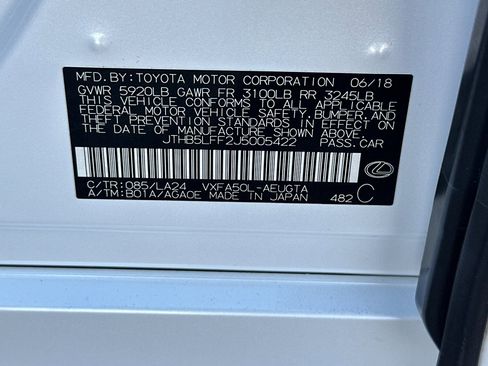 MFD.BY:TOYOTA MOTOR CORPORATION 06/18
GVWR 5920LB GAWR FR 3100LB RR 3245LB
THIS VEHICLE CONFORMS TO ALL APPLICABLE
FEDERAL MOTOR VEHICLE SAFETY,BUMPER,AND
THEFT PREVENTION STANDARDS IN EFFECT ON
THE DATE OF MANUFACTURE SHOWN ABOVE.
JTHB5LFF2J5005422 PASS.CAR
C/TR:085/LA24 VXFA50L-AEUGTA
A/TM:B01A/AGA0E MADE IN JAPAN 482 C